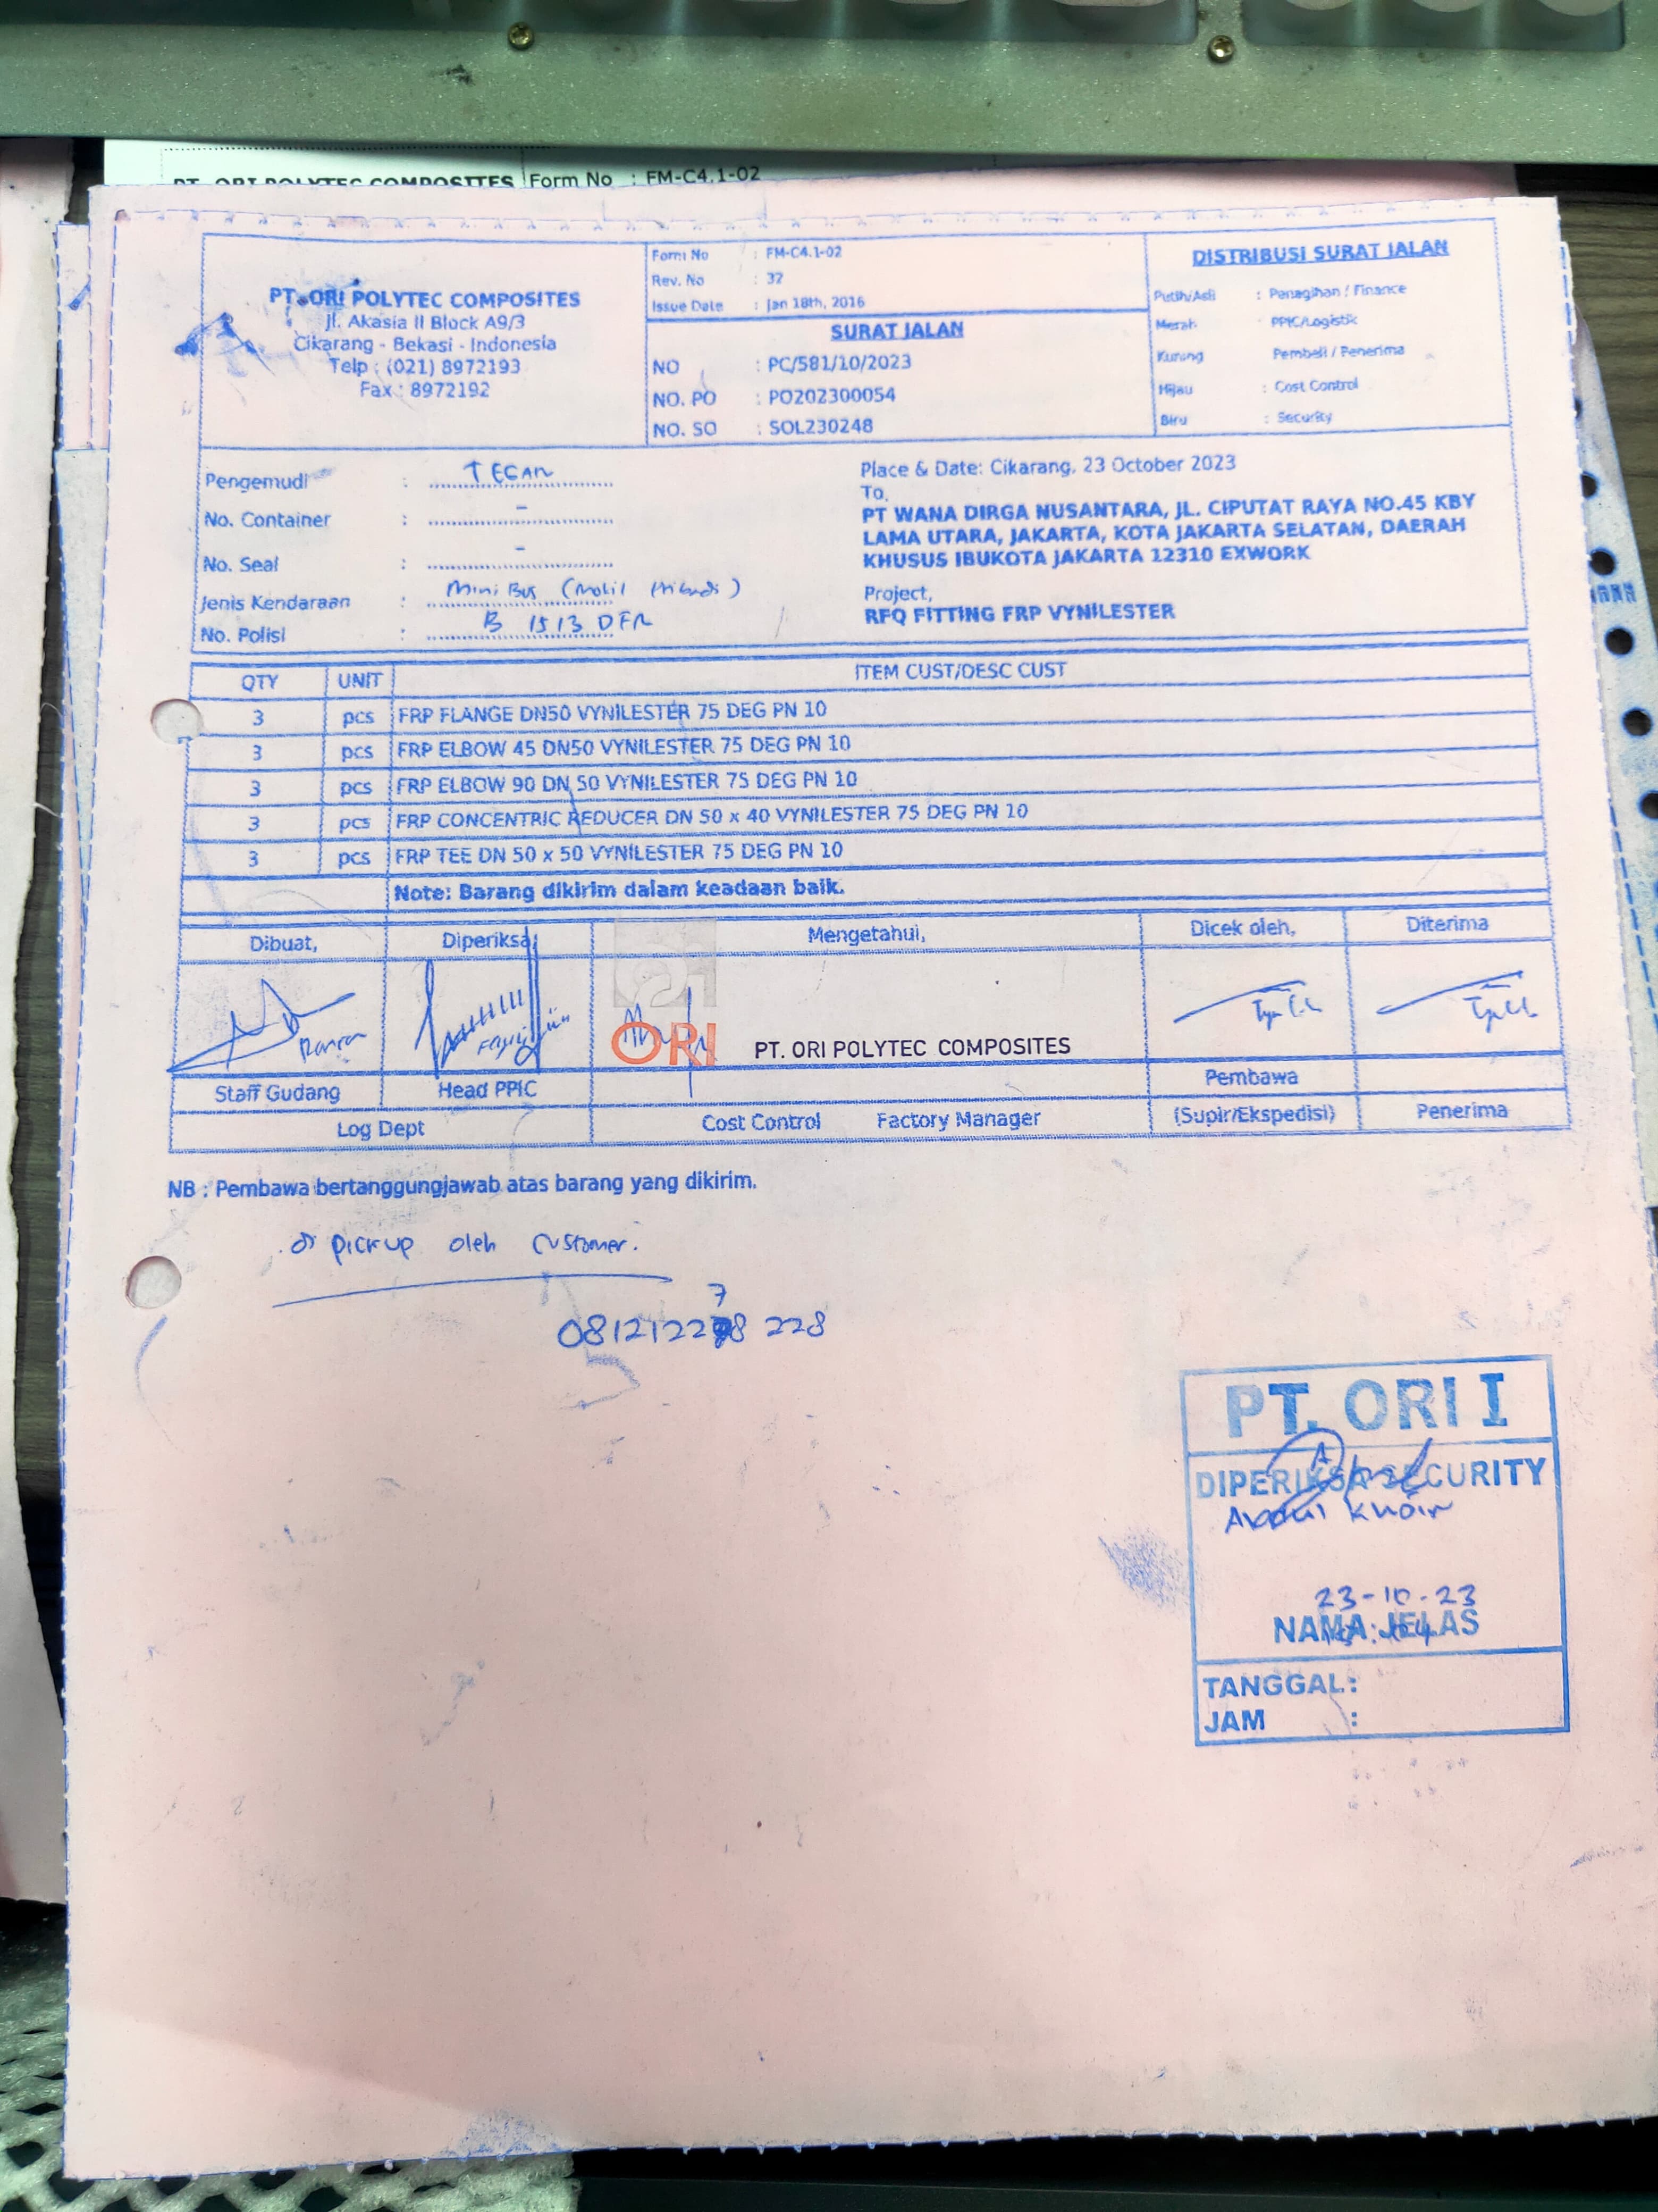 PT. ORI POLYTEC COMPOSITES Form No : FM-C4.1-02
PT. ORI POLYTEC COMPOSITES
Jl. Akasia II Block A9/3
Cikarang - Bekasi - Indonesia
Telp : (021) 8972193
Fax : 8972192
Form No : FM-C4.1-02
Rev. No : 32
Issue Date : Jan 18th, 2016
SURAT JALAN
NO : PC/581/10/2023
NO. PO : PO202300054
NO. SO : SOL230248
DISTRIBUSI SURAT JALAN
Putih/Asli : Penagihan / Finance
Merah : PPIC/Logistik
Kuning Pembeli / Penerima
Hijau : Cost Control
Biru : Security
Pengemudi : TEGAR
No. Container : -
No. Seal : -
Jenis Kendaraan : Mini Bus (Mobil Pribadi)
No. Polisi : B 1513 DFR
Place & Date: Cikarang, 23 October 2023
To,
PT WANA DIRGA NUSANTARA, JL. CIPUTAT RAYA NO.45 KBY
LAMA UTARA, JAKARTA, KOTA JAKARTA SELATAN, DAERAH
KHUSUS IBUKOTA JAKARTA 12310 EXWORK
Project,
RFQ FITTING FRP VYNILESTER
QTY UNIT ITEM CUST/DESC CUST
3 pcs FRP FLANGE DN50 VYNILESTER 75 DEG PN 10
3 pcs FRP ELBOW 45 DN50 VYNILESTER 75 DEG PN 10
3 pcs FRP ELBOW 90 DN 50 VYNILESTER 75 DEG PN 10
3 pcs FRP CONCENTRIC REDUCER DN 50 x 40 VYNILESTER 75 DEG PN 10
3 pcs FRP TEE DN 50 x 50 VYNILESTER 75 DEG PN 10
Note: Barang dikirim dalam keadaan baik.
Dibuat, Diperiksa, Mengetahui, Dicek oleh, Diterima
ORI PT. ORI POLYTEC COMPOSITES
Staff Gudang Head PPIC Pembawa
Log Dept Cost Control Factory Manager (Supir/Ekspedisi) Penerima
NB : Pembawa bertanggungjawab atas barang yang dikirim.
di pickup oleh customer.
7
081212278 228
PT. ORI I
DIPERIKSA SECURITY
Abdul Khoir
23-10-23
NAMA JELAS
TANGGAL :
JAM :